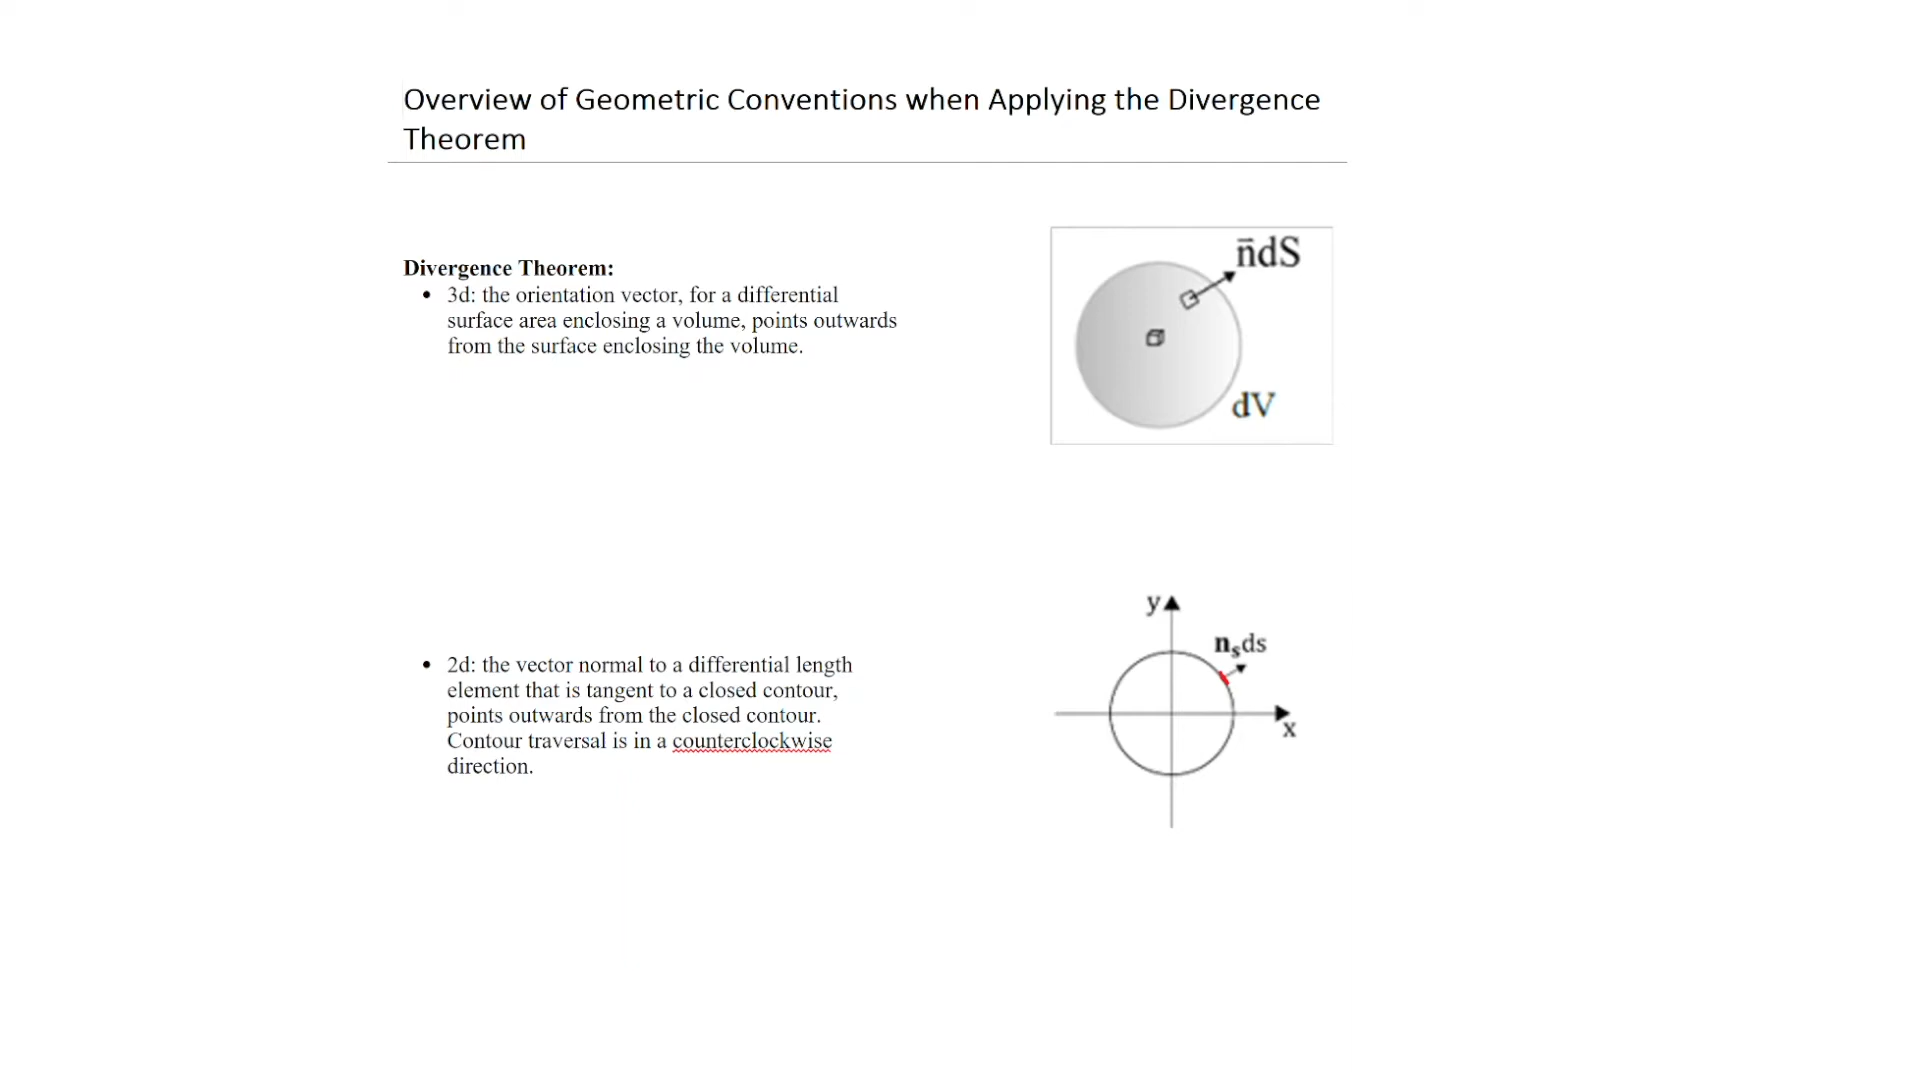 Overview of Geometric Conventions when Applying the Divergence
Theorem
Divergence Theorem:
• 3d: the orientation vector, for a differential
surface area enclosing a volume, points outwards
from the surface enclosing the volume.
n̄dS
dV
• 2d: the vector normal to a differential length
element that is tangent to a closed contour,
points outwards from the closed contour.
Contour traversal is in a counterclockwise
direction.
y
nₛds
x